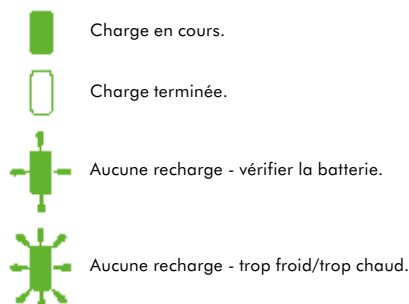 Charge en cours.
Charge terminée.
Aucune recharge - vérifier la batterie.
Aucune recharge - trop froid/trop chaud.